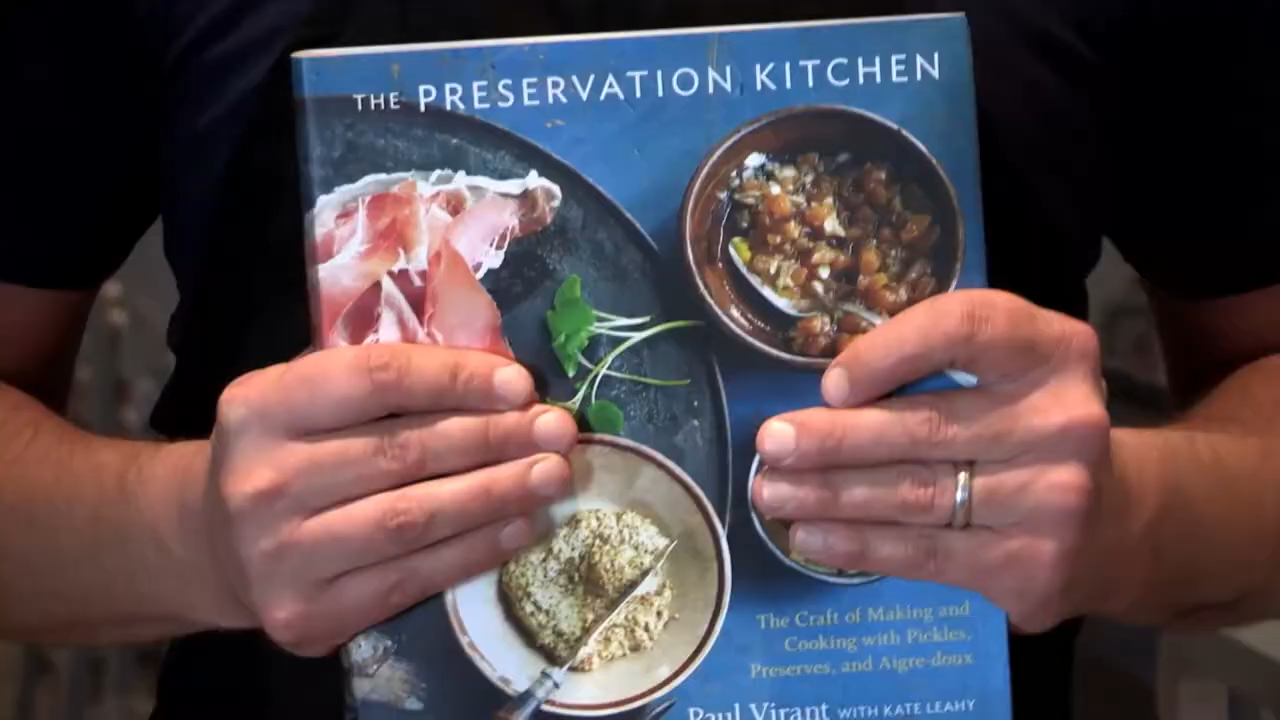 THE PRESERVATION KITCHEN
The Craft of Making and
Cooking with Pickles,
Preserves, and Aigre-doux
Paul Virant WITH KATE LEAHY